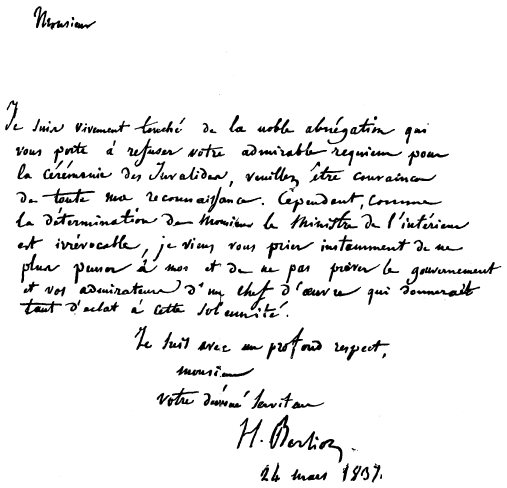 Monsieur
Je suis vivement touché de la noble abnégation qui
vous porte à refuser votre admirable requiem pour
la cérémonie des Invalides, veuillez être convaincu
de toute ma reconnaissance. Cependant, comme
la détermination de Monsieur le Ministre de l'intérieur
est irrévocable, je viens vous prier instamment de ne
plus penser à moi et de ne pas priver le gouvernement
et vos admirateurs d'un chef d'œuvre qui donnerait
tant d'eclat à cette solennité.
Je suis avec un profond respect,
monsieur
votre dévoué serviteur
H. Berlioz
24 mars 1837.